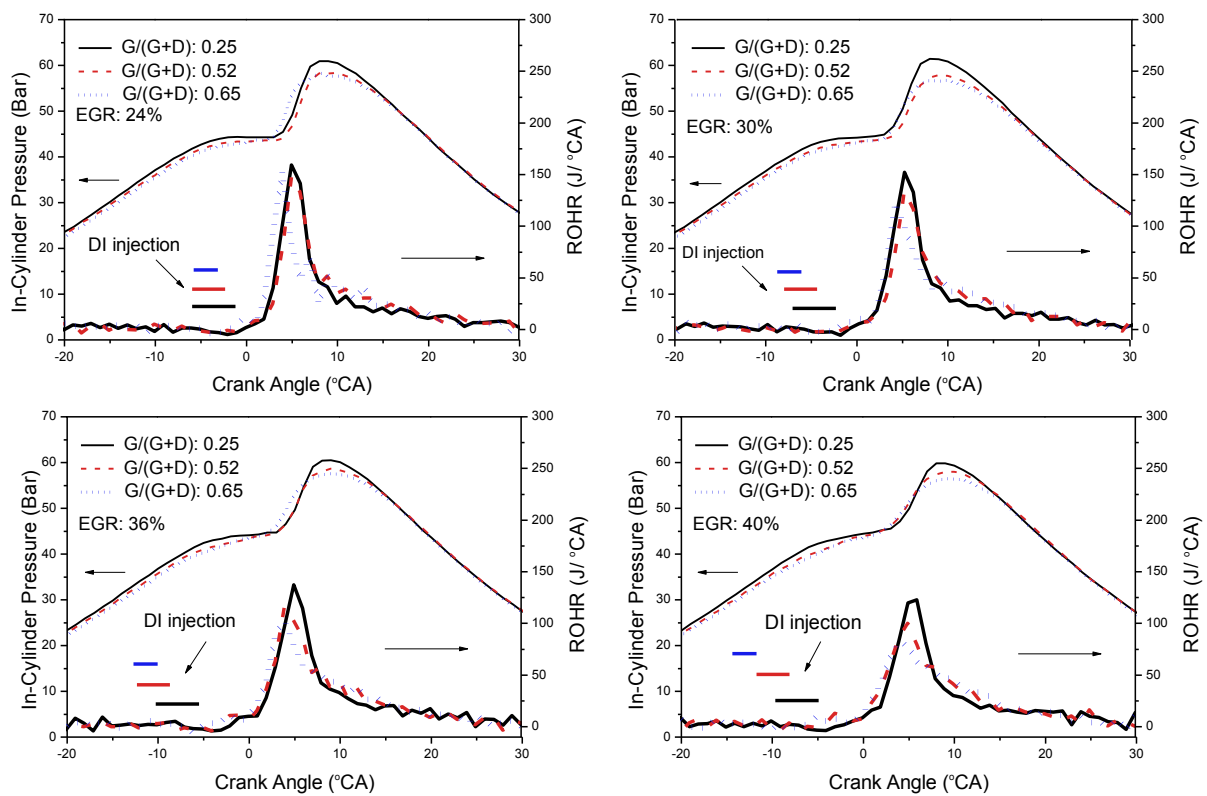 In-Cylinder Pressure (Bar)
70
60
50
40
30
20
10
0
G/(G+D): 0.25
G/(G+D): 0.52
G/(G+D): 0.65
EGR: 24%
DI injection
300
250
200
150
100
50
0
ROHR (J/ °CA)
-20 -10 0 10 20 30
Crank Angle (°CA)
In-Cylinder Pressure (Bar)
70
60
50
40
30
20
10
0
G/(G+D): 0.25
G/(G+D): 0.52
G/(G+D): 0.65
EGR: 30%
DI injection
300
250
200
150
100
50
0
ROHR (J/ °CA)
-20 -10 0 10 20 30
Crank Angle (°CA)
In-Cylinder Pressure (Bar)
70
60
50
40
30
20
10
0
G/(G+D): 0.25
G/(G+D): 0.52
G/(G+D): 0.65
EGR: 36%
DI injection
300
250
200
150
100
50
0
ROHR (J/ °CA)
-20 -10 0 10 20 30
Crank Angle (°CA)
In-Cylinder Pressure (Bar)
70
60
50
40
30
20
10
0
G/(G+D): 0.25
G/(G+D): 0.52
G/(G+D): 0.65
EGR: 40%
DI injection
300
250
200
150
100
50
0
ROHR (J/ °CA)
-20 -10 0 10 20 30
Crank Angle (°CA)